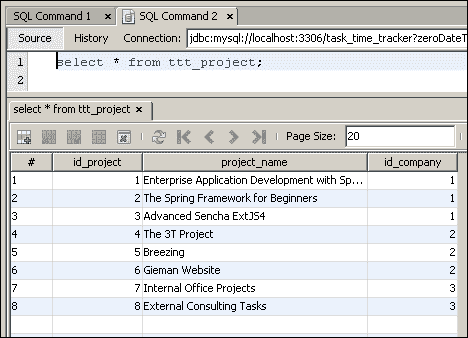 SQL Command 1 x SQL Command 2 x
Source History Connection: jdbc:mysql://localhost:3306/task_time_tracker?zeroDateT
1 select * from ttt_project;
2
select * from ttt_project x
Page Size: 20
# id_project project_name id_company
1 1 Enterprise Application Development with Sp... 1
2 2 The Spring Framework for Beginners 1
3 3 Advanced Sencha ExtJS4 1
4 4 The 3T Project 2
5 5 Breezing 2
6 6 Gieman Website 2
7 7 Internal Office Projects 3
8 8 External Consulting Tasks 3